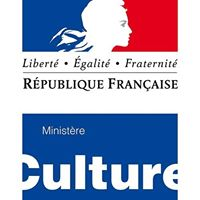 Liberté • Égalité • Fraternité
RÉPUBLIQUE FRANÇAISE
Ministère
Culture